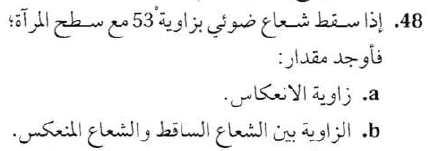 48. إذا سقط شعاع ضوئي بزاوية °53 مع سطح المرآة؛
فأوجد مقدار:
a. زاوية الانعكاس.
b. الزاوية بين الشعاع الساقط والشعاع المنعكس.